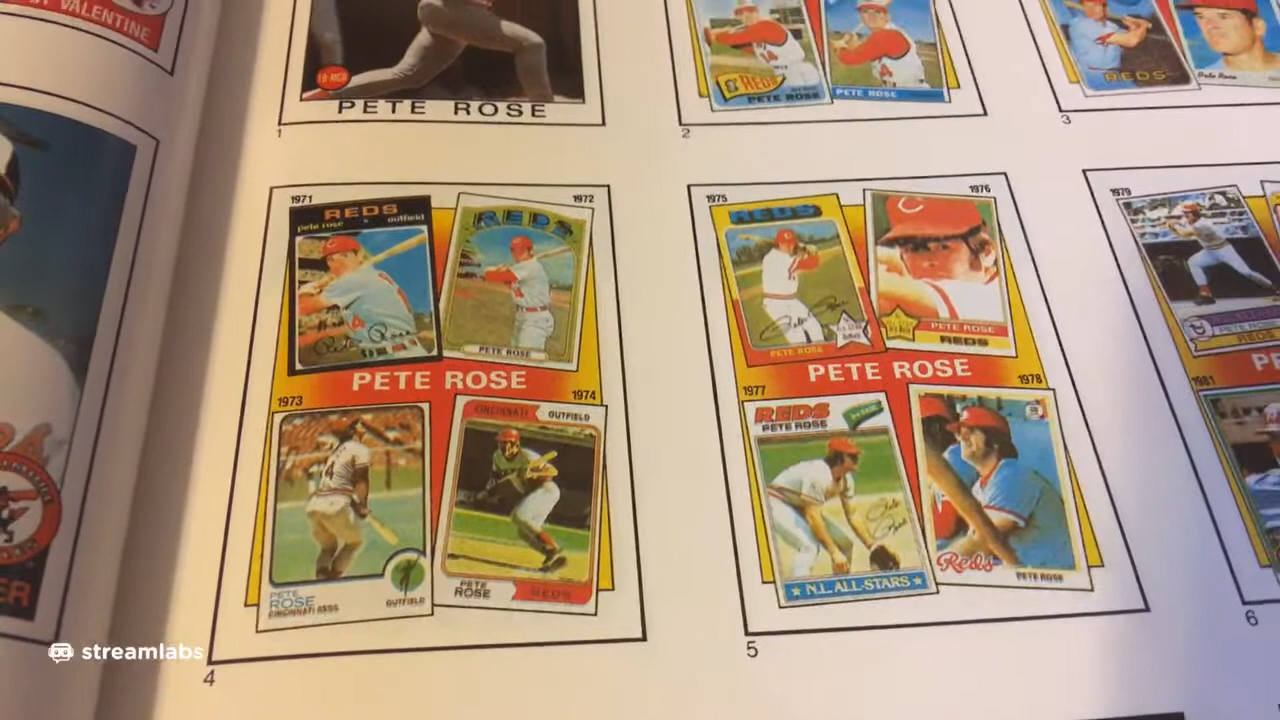 VALENTINE
PETE ROSE
1
REDS
PETE ROSE
PETE ROSE
2
REDS
Pete Rose
3
1971
1972
REDS
pete rose • outfield
REDS
PETE ROSE
PETE ROSE
1973
1974
CINCINNATI
OUTFIELD
4
PETE
ROSE
CINCINNATI REDS
OUTFIELD
PETE
ROSE
REDS
4
1975
1976
REDS
PETE ROSE
C
PETE ROSE
REDS
PETE ROSE
1977
1978
REDS
PETE ROSE
N.L. ALL-STARS
Reds
PETE ROSE
5
1979
1981
6
ER
streamlabs